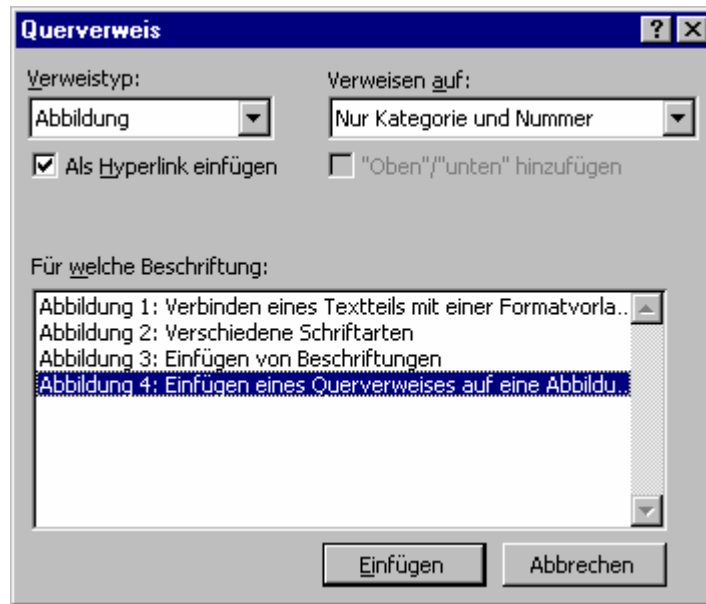 Querverweis
Verweistyp:
Verweisen auf:
Abbildung
Nur Kategorie und Nummer
Als Hyperlink einfügen
"Oben"/"unten" hinzufügen
Für welche Beschriftung:
Abbildung 1: Verbinden eines Textteils mit einer Formatvorla..
Abbildung 2: Verschiedene Schriftarten
Abbildung 3: Einfügen von Beschriftungen
Abbildung 4: Einfügen eines Querverweises auf eine Abbildu..
Einfügen
Abbrechen